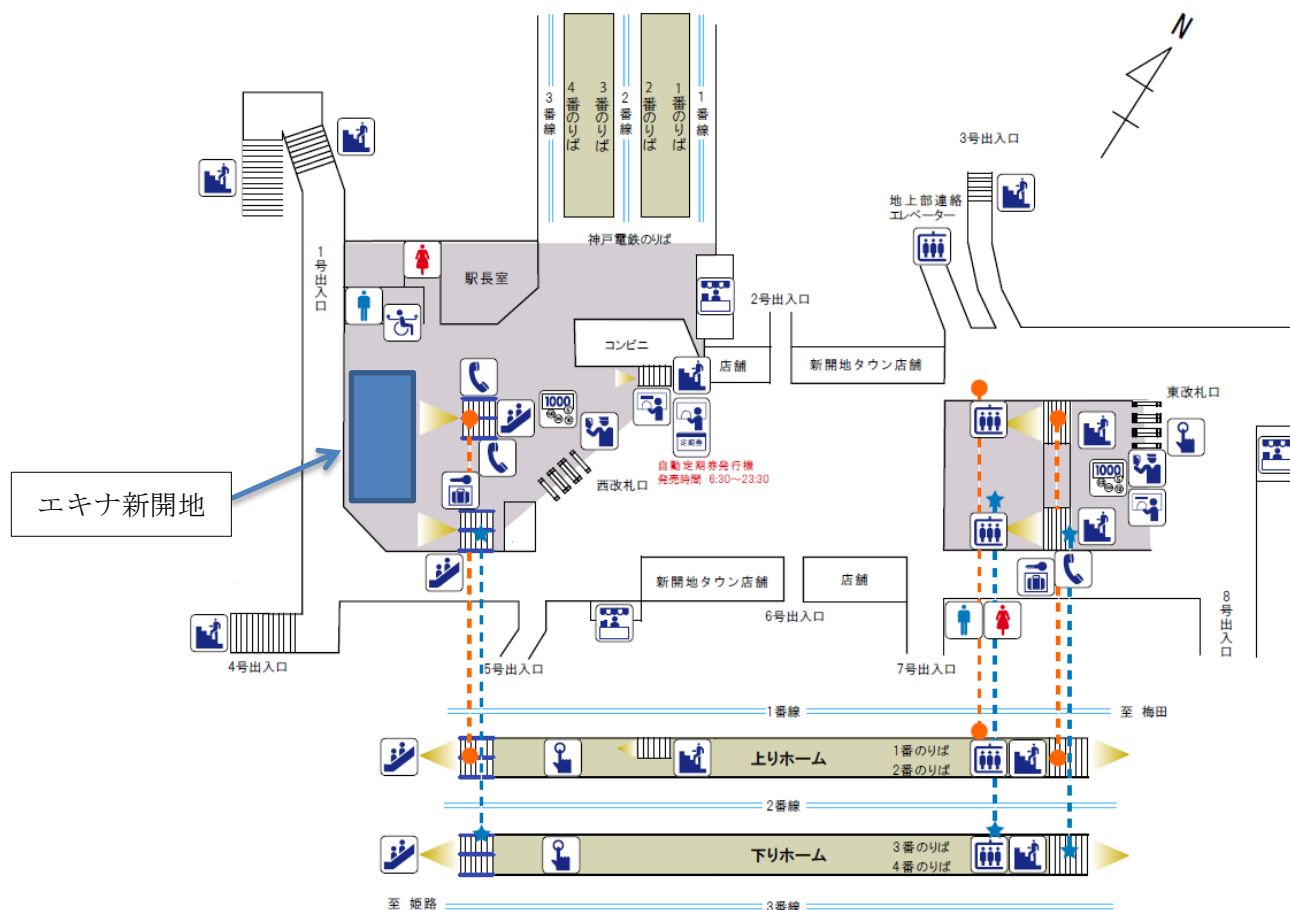 N
3番線
4番のりば
3番のりば
2番線
2番のりば
1番のりば
1番線
3号出入口
地上部連絡
エレベーター
神戸電鉄のりば
1号出入口
駅長室
2号出入口
コンビニ
店舗
新開地タウン店舗
東改札口
1000
定期券
自動定期券発行機
発売時間 6:30~23:30
西改札口
1000
エキナ新開地
新開地タウン店舗
店舗
6号出入口
8号出入口
4号出入口
5号出入口
7号出入口
1番線
至 梅田
上りホーム
1番のりば
2番のりば
2番線
下りホーム
3番のりば
4番のりば
至 姫路
3番線